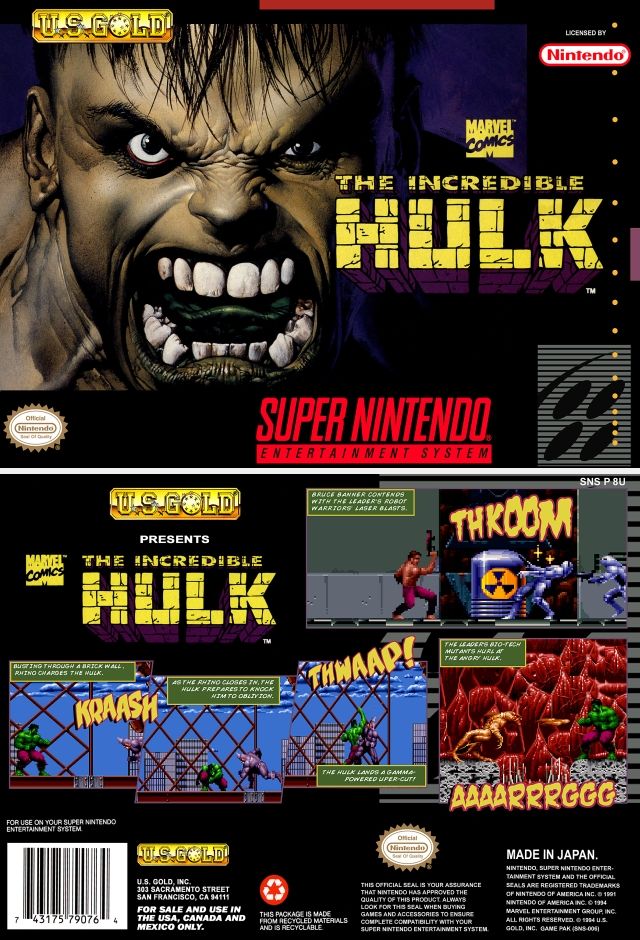 U.S. GOLD
LICENSED BY
Nintendo®
MARVEL™
COMICS
THE INCREDIBLE
HULK
™
Official
Nintendo
Seal Of Quality
SUPER NINTENDO®
ENTERTAINMENT SYSTEM
SNS P 8U
U.S. GOLD
PRESENTS
MARVEL™
COMICS
THE INCREDIBLE
HULK
™
BRUCE BANNER CONTENDS
WITH THE LEADER'S ROBOT
WARRIORS' LASER BLASTS.
THKOOM
BUSTING THROUGH A BRICK WALL,
RHINO CHARGES THE HULK.
KRAASH
AS THE RHINO CLOSES IN, THE
HULK PREPARES TO KNOCK
HIM TO OBLIVION.
THWAAP!
THE HULK LANDS A GAMMA-
POWERED UPER-CUT!
THE LEADER'S BIO-TECH
MUTANTS HURL AT
THE ANGRY HULK.
AAAARRRGGG
FOR USE ON YOUR SUPER NINTENDO
ENTERTAINMENT SYSTEM.
7 43175 79076 4
U.S. GOLD
U.S. GOLD, INC.
303 SACRAMENTO STREET
SAN FRANCISCO, CA 94111
FOR SALE AND USE IN
THE USA, CANADA AND
MEXICO ONLY.
THIS PACKAGE IS MADE
FROM RECYCLED MATERIALS
AND IS RECYCLABLE.
Official
Nintendo
Seal Of Quality
THIS OFFICIAL SEAL IS YOUR ASSURANCE
THAT NINTENDO HAS APPROVED THE
QUALITY OF THIS PRODUCT. ALWAYS
LOOK FOR THIS SEAL WHEN BUYING
GAMES AND ACCESSORIES TO ENSURE
COMPLETE COMPATIBILITY WITH YOUR
SUPER NINTENDO ENTERTAINMENT SYSTEM.
MADE IN JAPAN.
NINTENDO, SUPER NINTENDO ENTER-
TAINMENT SYSTEM AND THE OFFICIAL
SEALS ARE REGISTERED TRADEMARKS
OF NINTENDO OF AMERICA INC. © 1991
NINTENDO OF AMERICA INC. © 1994
MARVEL ENTERTAINMENT GROUP, INC.
ALL RIGHTS RESERVED. © 1994 U.S.
GOLD, INC. GAME PAK (SNS-006)